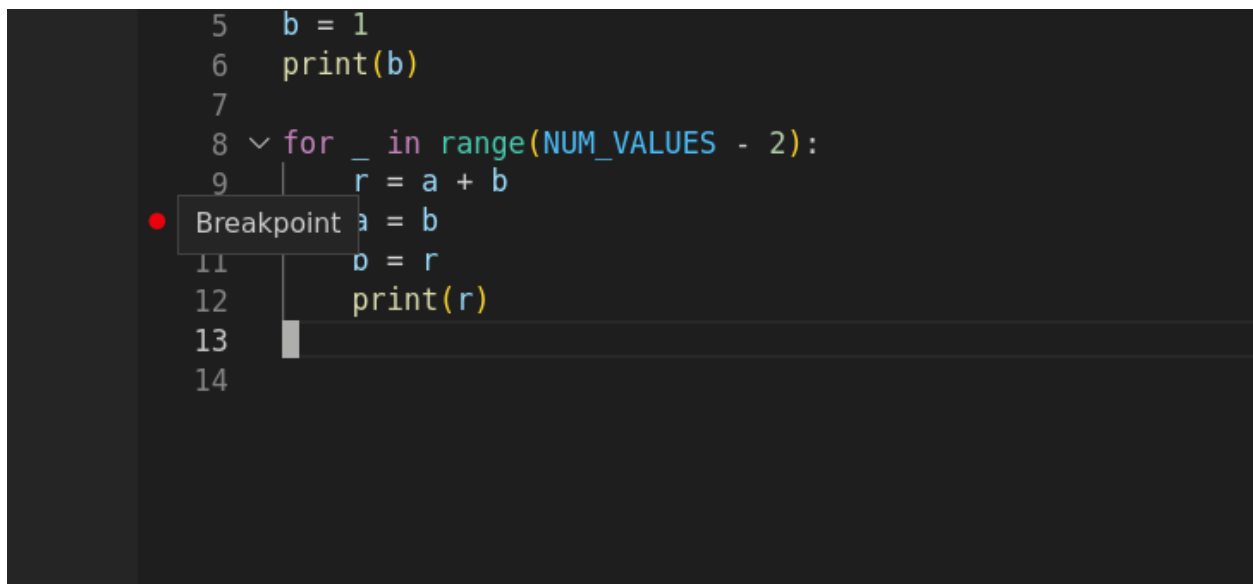 5 b = 1
6 print(b)
7
8 for _ in range(NUM_VALUES - 2):
9 r = a + b
Breakpoint a = b
11 b = r
12 print(r)
13
14